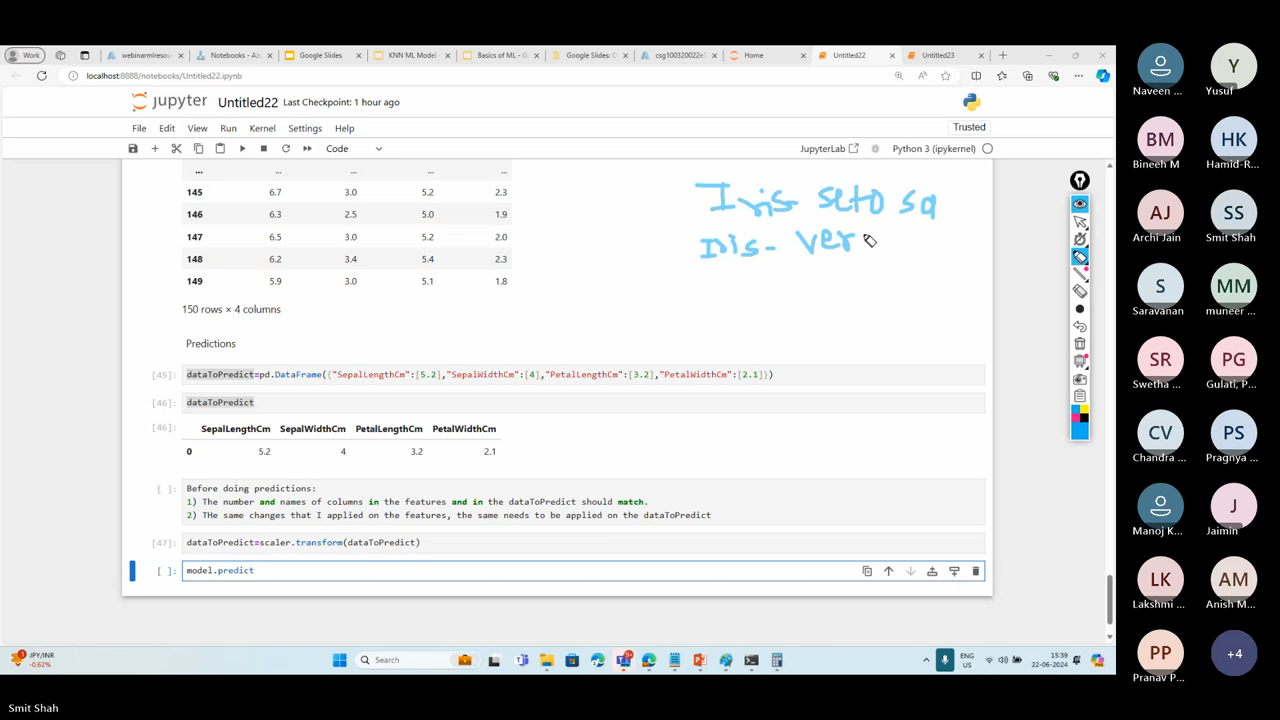 Work
webinarmlresourc
Notebooks - Az
Google Slides
KNN ML Model
Basics of ML - G
Google Slides: O
csg100320022e1
Home
Untitled22
Untitled23
localhost:8888/notebooks/Untitled22.ipynb
jupyter Untitled22 Last Checkpoint: 1 hour ago
File Edit View Run Kernel Settings Help
Trusted
Code
JupyterLab
Python 3 (ipykernel)
... ... ... ... ...
145 6.7 3.0 5.2 2.3
146 6.3 2.5 5.0 1.9
147 6.5 3.0 5.2 2.0
148 6.2 3.4 5.4 2.3
149 5.9 3.0 5.1 1.8
Iris setosa
Iris- ver
150 rows × 4 columns
Predictions
[45]: dataToPredict=pd.DataFrame({"SepalLengthCm":[5.2],"SepalWidthCm":[4],"PetalLengthCm":[3.2],"PetalWidthCm":[2.1]})
[46]: dataToPredict
[46]: SepalLengthCm SepalWidthCm PetalLengthCm PetalWidthCm
0 5.2 4 3.2 2.1
[ ]: Before doing predictions:
1) The number and names of columns in the features and in the dataToPredict should match.
2) THe same changes that I applied on the features, the same needs to be applied on the dataToPredict
[47]: dataToPredict=scaler.transform(dataToPredict)
[ ]: model.predict
JPY/INR
-0.62%
Search
ENG
US
15:39
22-06-2024
Naveen ...
Y
Yusuf
BM
Bineeh M
HK
Hamid-R...
AJ
Archi Jain
SS
Smit Shah
S
Saravanan
MM
muneer ...
SR
Swetha ...
PG
Gulati, P...
CV
Chandra ...
PS
Pragnya ...
Manoj K...
J
Jaimin
LK
Lakshmi ...
AM
Anish M...
PP
Pranav P...
+4
Smit Shah